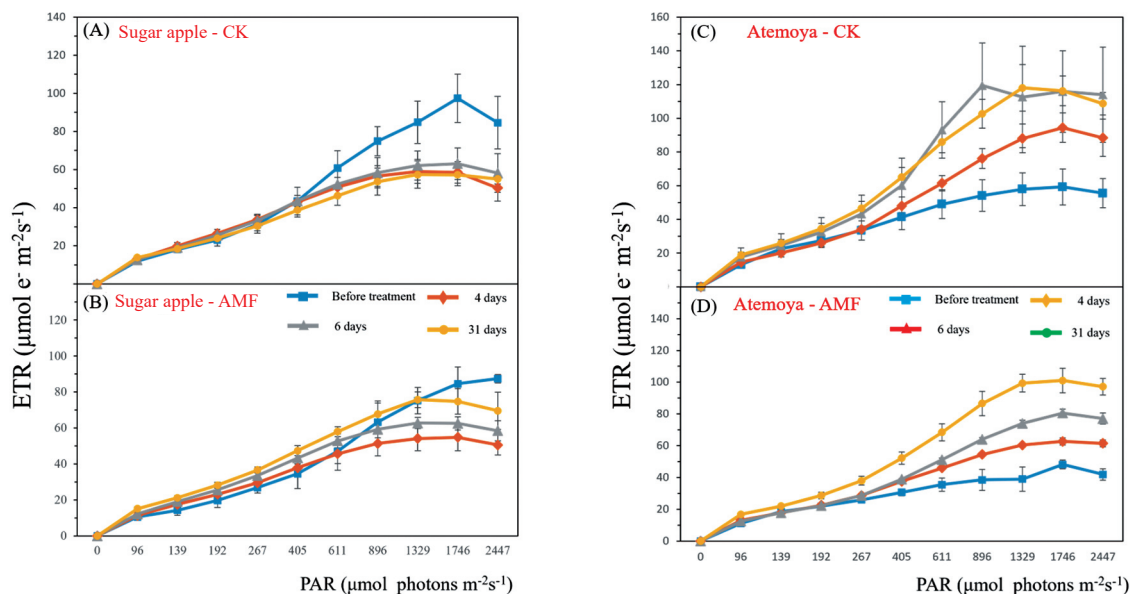 (A) Sugar apple - CK
140
120
100
80
60
40
20
(B) Sugar apple - AMF
Before treatment
4 days
6 days
31 days
120
100
80
60
40
20
0
0 96 139 192 267 405 611 896 1329 1746 2447
ETR (μmol e⁻ m⁻²s⁻¹)
PAR (μmol photons m⁻²s⁻¹)
(C) Atemoya - CK
160
140
120
100
80
60
40
20
Before treatment
4 days
(D) Atemoya - AMF
6 days
31 days
140
120
100
80
60
40
20
0
0 96 139 192 267 405 611 896 1329 1746 2447
ETR (μmol e⁻ m⁻²s⁻¹)
PAR (μmol photons m⁻²s⁻¹)